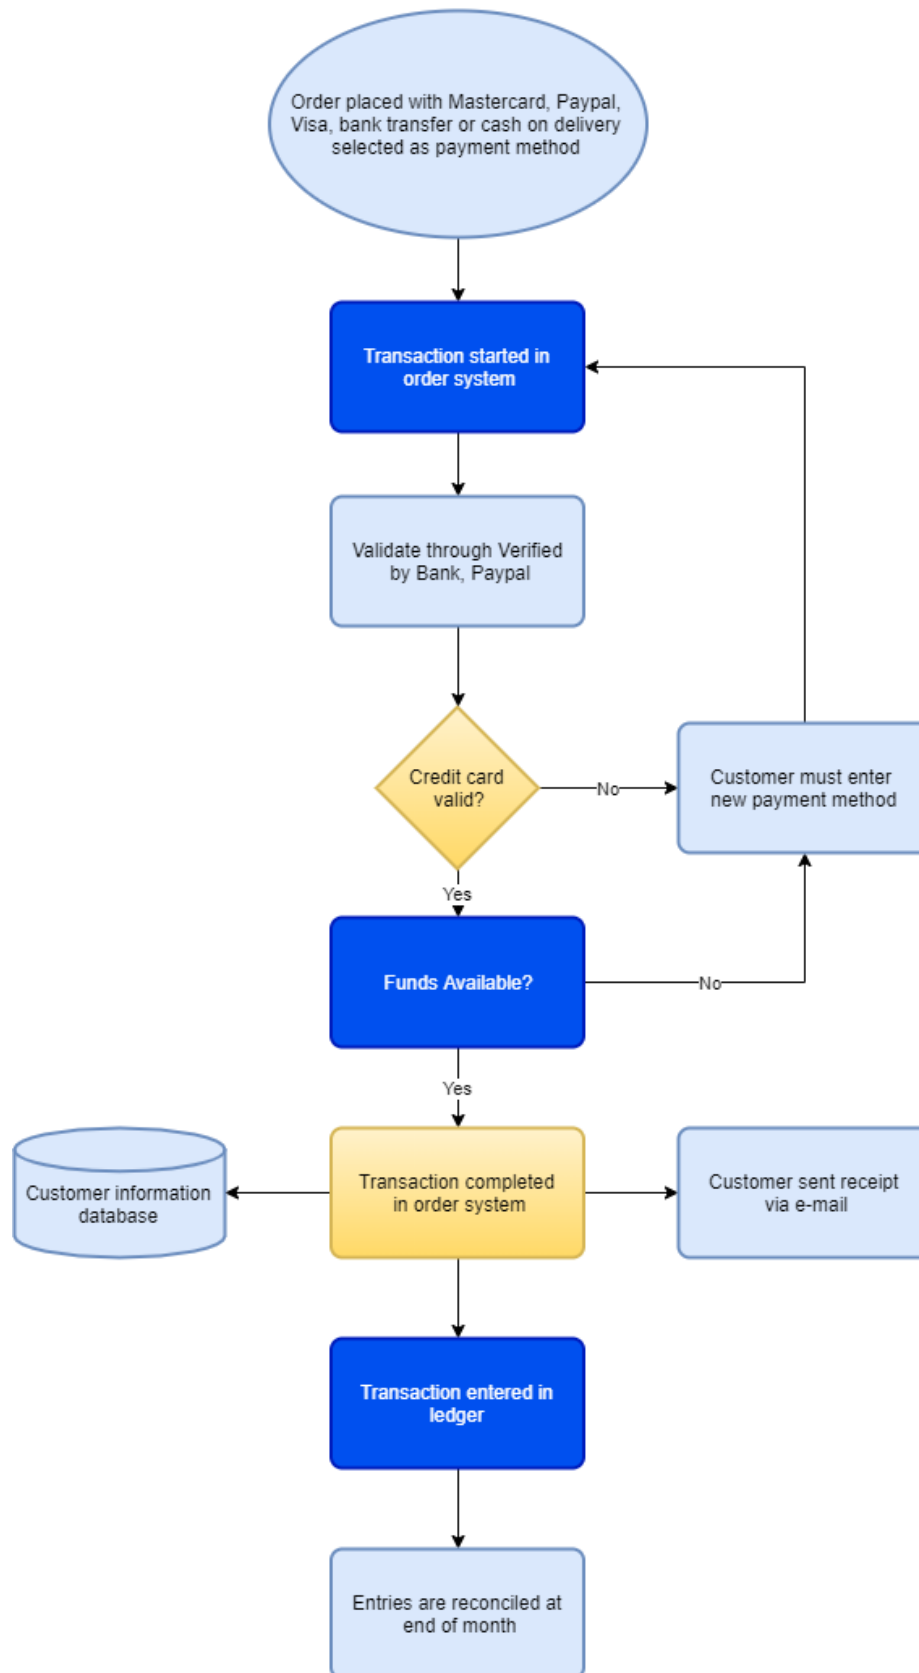 Order placed with Mastercard, Paypal,
Visa, bank transfer or cash on delivery
selected as payment method
Transaction started in
order system
Validate through Verified
by Bank, Paypal
Credit card
valid?
No
Customer must enter
new payment method
Yes
Funds Available?
No
Yes
Customer information
database
Transaction completed
in order system
Customer sent receipt
via e-mail
Transaction entered in
ledger
Entries are reconciled at
end of month